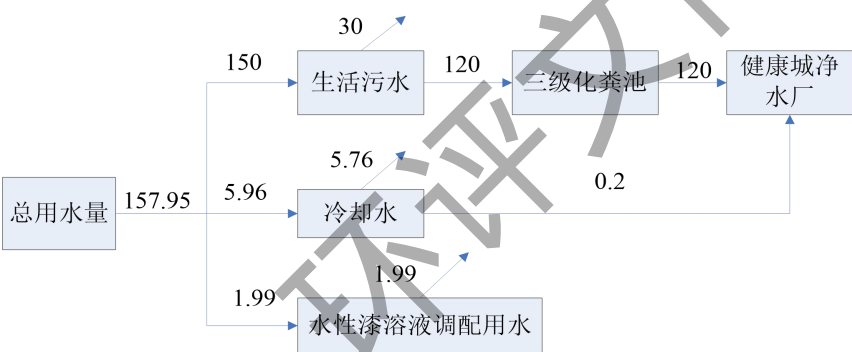 30
150
生活污水
120
三级化粪池
120
健康城净
水厂
5.76
总用水量
157.95
5.96
冷却水
0.2
1.99
1.99
水性漆溶液调配用水
环评文